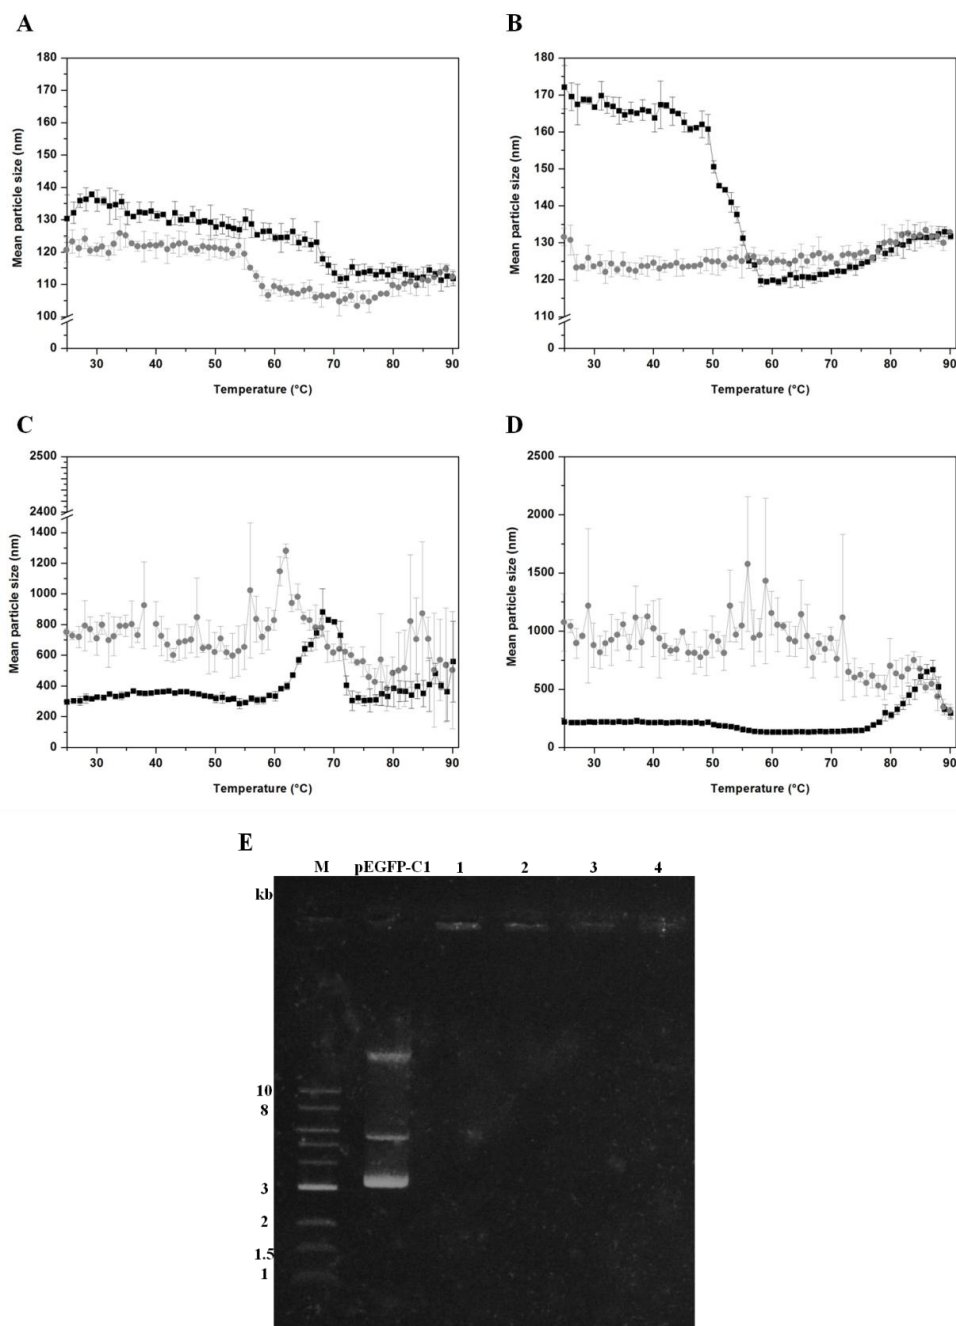 A
180
170
160
150
140
130
120
110
100
0
Mean particle size (nm)
30 40 50 60 70 80 90
Temperature (°C)
B
180
170
160
150
140
130
120
110
0
Mean particle size (nm)
30 40 50 60 70 80 90
Temperature (°C)
C
2500
2400
1400
1200
1000
800
600
400
200
0
Mean particle size (nm)
30 40 50 60 70 80 90
Temperature (°C)
D
2500
2000
1500
1000
500
0
Mean particle size (nm)
30 40 50 60 70 80 90
Temperature (°C)
E
M pEGFP-C1 1 2 3 4
kb
10
8
3
2
1.5
1